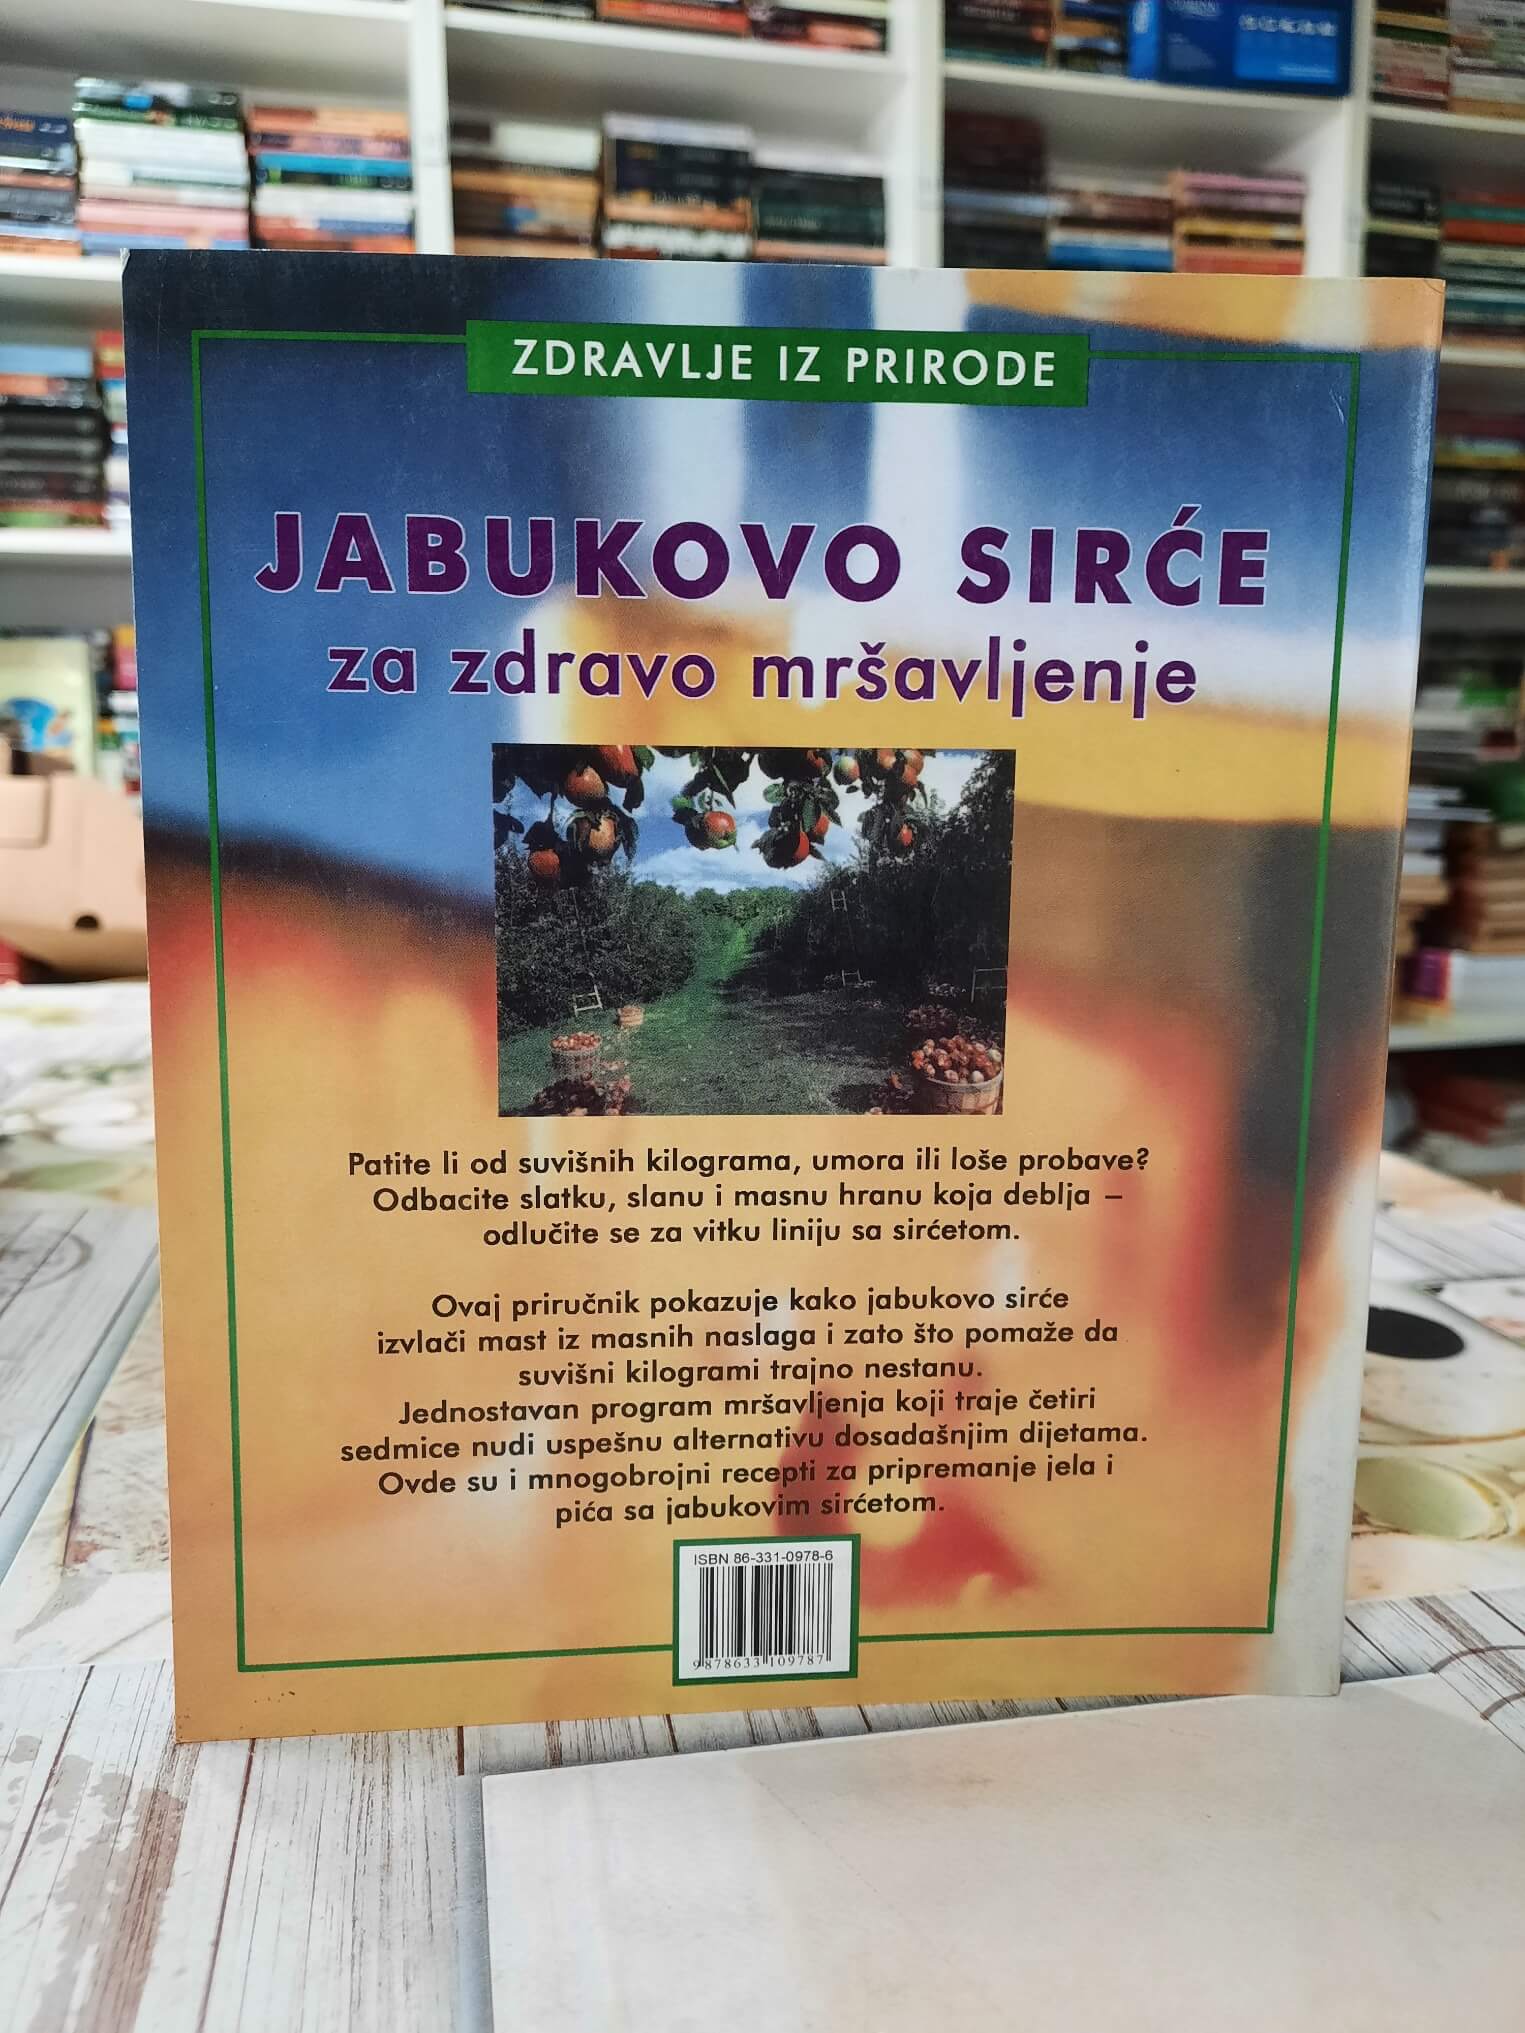 ZDRAVLJE IZ PRIRODE
JABUKOVO SIRĆE
za zdravo mršavljenje
Patite li od suvišnih kilograma, umora ili loše probave?
Odbacite slatku, slanu i masnu hranu koja deblja –
odlučite se za vitku liniju sa sirćetom.
Ovaj priručnik pokazuje kako jabukovo sirće
izvlači mast iz masnih naslaga i zato što pomaže da
suvišni kilogrami trajno nestanu.
Jednostavan program mršavljenja koji traje četiri
sedmice nudi uspešnu alternativu dosadašnjim dijetama.
Ovde su i mnogobrojni recepti za pripremanje jela i
pića sa jabukovim sirćetom.
ISBN 86-331-0978-6
9 878633 109787